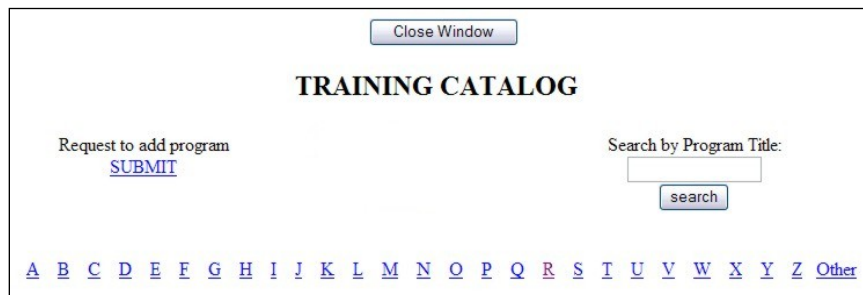 Close Window
TRAINING CATALOG
Request to add program
SUBMIT
Search by Program Title:
search
A B C D E F G H I J K L M N O P Q R S T U V W X Y Z Other